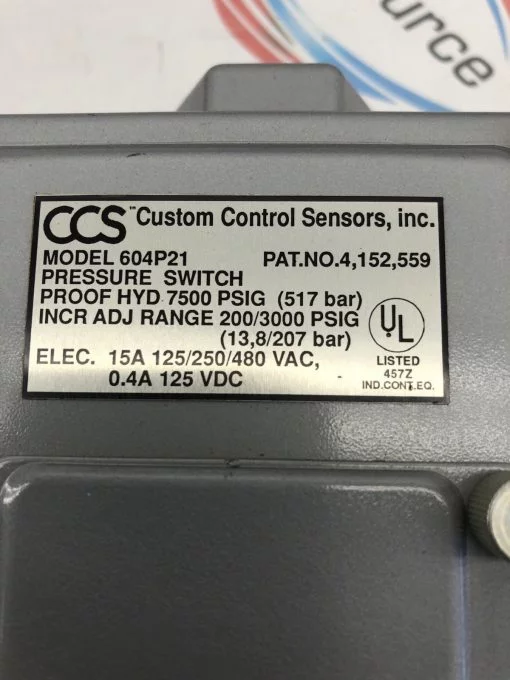 ource
CCS™ Custom Control Sensors, inc.
MODEL 604P21 PAT.NO.4,152,559
PRESSURE SWITCH
PROOF HYD 7500 PSIG (517 bar)
INCR ADJ RANGE 200/3000 PSIG
(13,8/207 bar)
ELEC. 15A 125/250/480 VAC,
0.4A 125 VDC
UL
LISTED
457Z
IND.CONT.EQ.